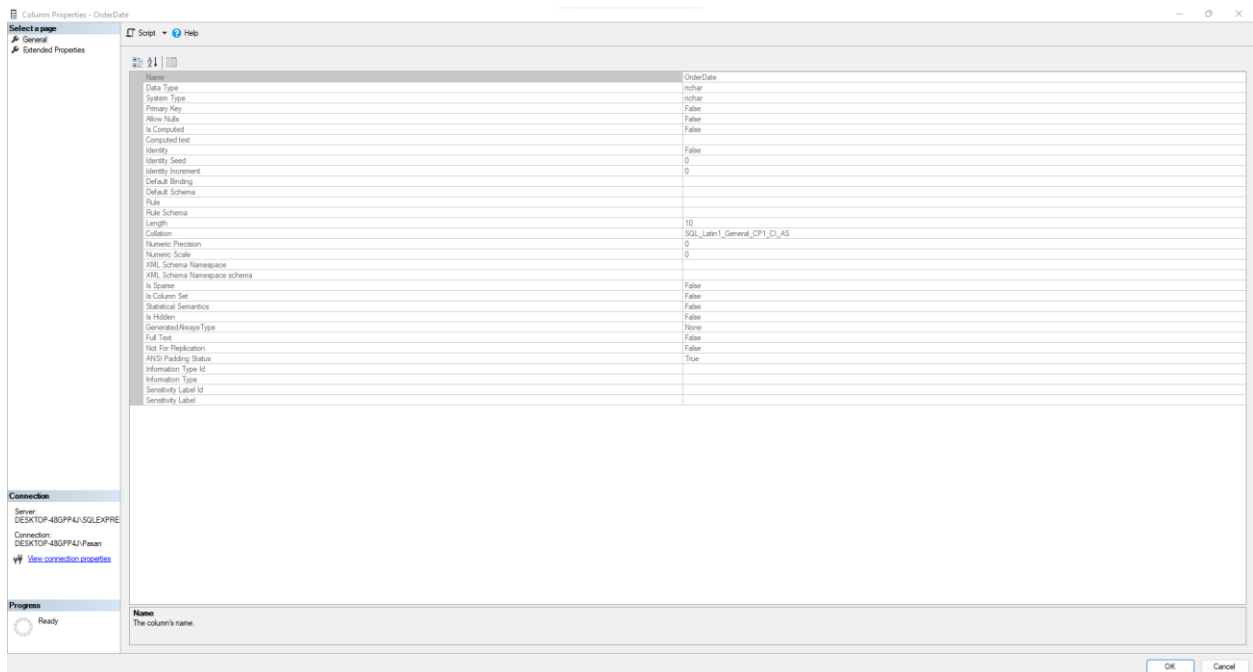 Column Properties - OrderDate
Select a page
General
Extended Properties
Script Help
Name OrderDate
Data Type nchar
System Type nchar
Primary Key False
Allow Nulls False
Is Computed False
Computed text
Identity False
Identity Seed 0
Identity Increment 0
Default Binding
Default Schema
Rule
Rule Schema
Length 10
Collation SQL_Latin1_General_CP1_CI_AS
Numeric Precision 0
Numeric Scale 0
XML Schema Namespace
XML Schema Namespace schema
Is Sparse False
Is Column Set False
Statistical Semantics False
Is Hidden False
GeneratedAlwaysType None
Full Text False
Not For Replication False
ANSI Padding Status True
Information Type Id
Information Type
Sensitivity Label Id
Sensitivity Label
Connection
Server:
DESKTOP-48GPP4J\SQLEXPRE
Connection:
DESKTOP-48GPP4J\Pasan
View connection properties
Progress
Ready
Name
The column's name.
OK Cancel